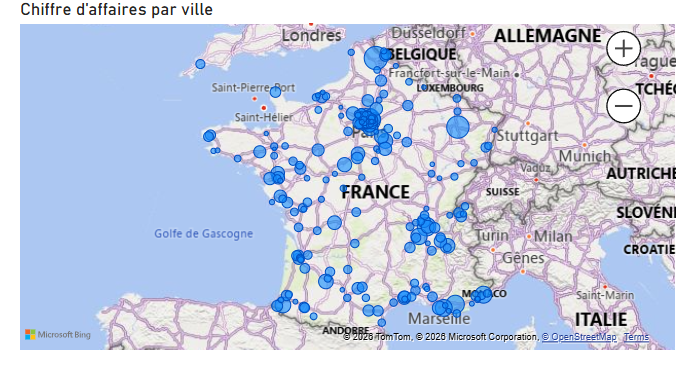 Chiffre d'affaires par ville
Londres
Dusseldorf
ALLEMAGNE
BELGIQUE
Francfort-sur-le-Main
LUXEMBOURG
TCHÉ
Saint-Pierre-Port
Saint-Hélier
Stuttgart
Munich
Vaduz
AUTRICHE
FRANCE
SUISSE
SLOVÉNI
Golfe de Gascogne
Turin
Milan
CROATIE
Gênes
MONACO
Saint-Marin
Marseille
ITALIE
ANDORRE
Microsoft Bing
© 2026 TomTom, © 2026 Microsoft Corporation, © OpenStreetMap Terms